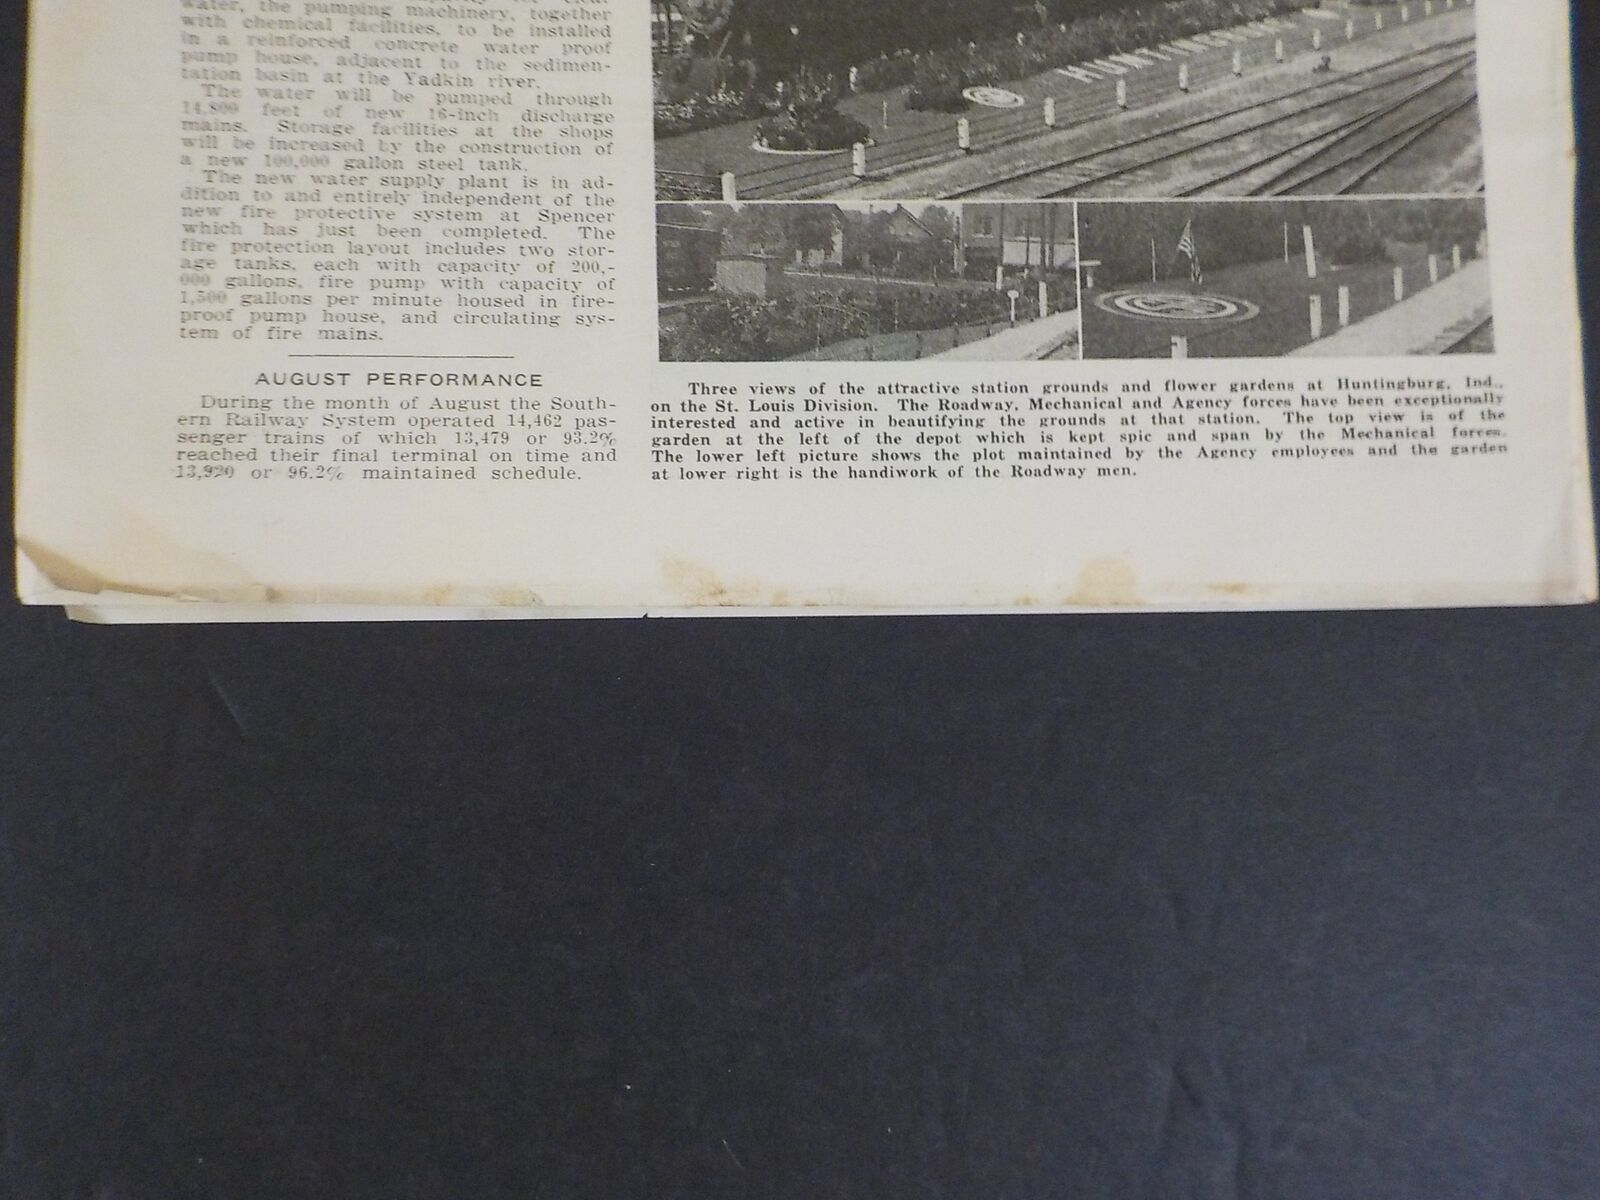 water, the pumping machinery, together
with chemical facilities, to be installed
in a reinforced concrete water proof
pump house, adjacent to the sedimen-
tation basin at the Yadkin river.
The water will be pumped through
14,800 feet of new 16-inch discharge
mains. Storage facilities at the shops
will be increased by the construction of
a new 100,000 gallon steel tank.
The new water supply plant is in ad-
dition to and entirely independent of the
new fire protective system at Spencer
which has just been completed. The
fire protection layout includes two stor-
age tanks, each with capacity of 200,-
000 gallons, fire pump with capacity of
1,500 gallons per minute housed in fire-
proof pump house, and circulating sys-
tem of fire mains.
AUGUST PERFORMANCE
During the month of August the South-
ern Railway System operated 14,462 pas-
senger trains of which 13,479 or 93.2%
reached their final terminal on time and
13,920 or 96.2% maintained schedule.
HUNTINGBURG
Three views of the attractive station grounds and flower gardens at Huntingburg, Ind.,
on the St. Louis Division. The Roadway, Mechanical and Agency forces have been exceptionally
interested and active in beautifying the grounds at that station. The top view is of the
garden at the left of the depot which is kept spic and span by the Mechanical forces.
The lower left picture shows the plot maintained by the Agency employees and the garden
at lower right is the handiwork of the Roadway men.